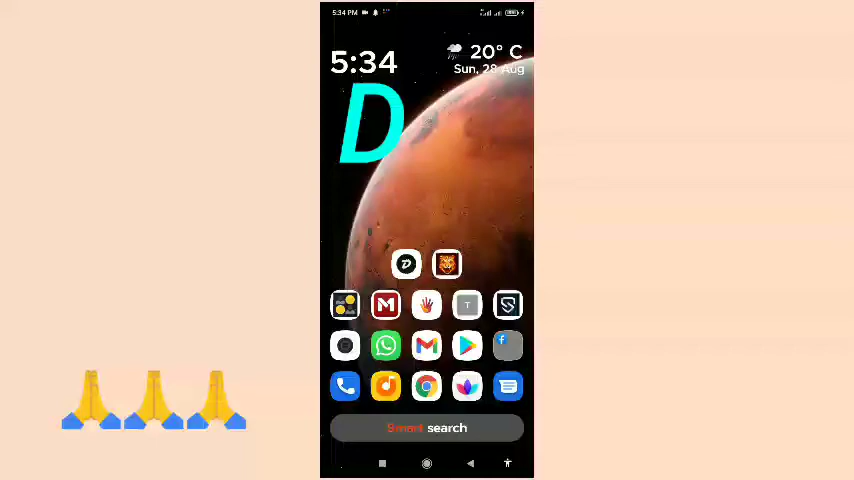 5:34 PM
5:34
20° C
Sun, 28 Aug
D
D
M
T
S
Smart search